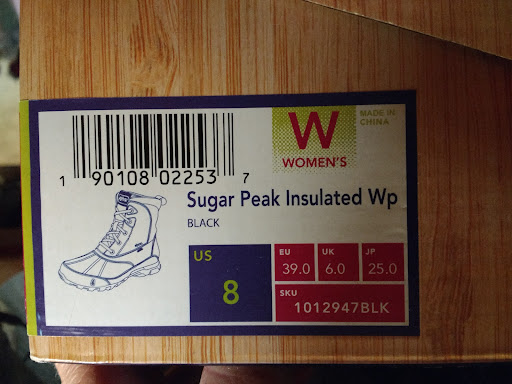 W
WOMEN'S
MADE IN
CHINA
1 90108 02253 7
Sugar Peak Insulated Wp
BLACK
US
8
EU
39.0
UK
6.0
JP
25.0
SKU
1012947BLK